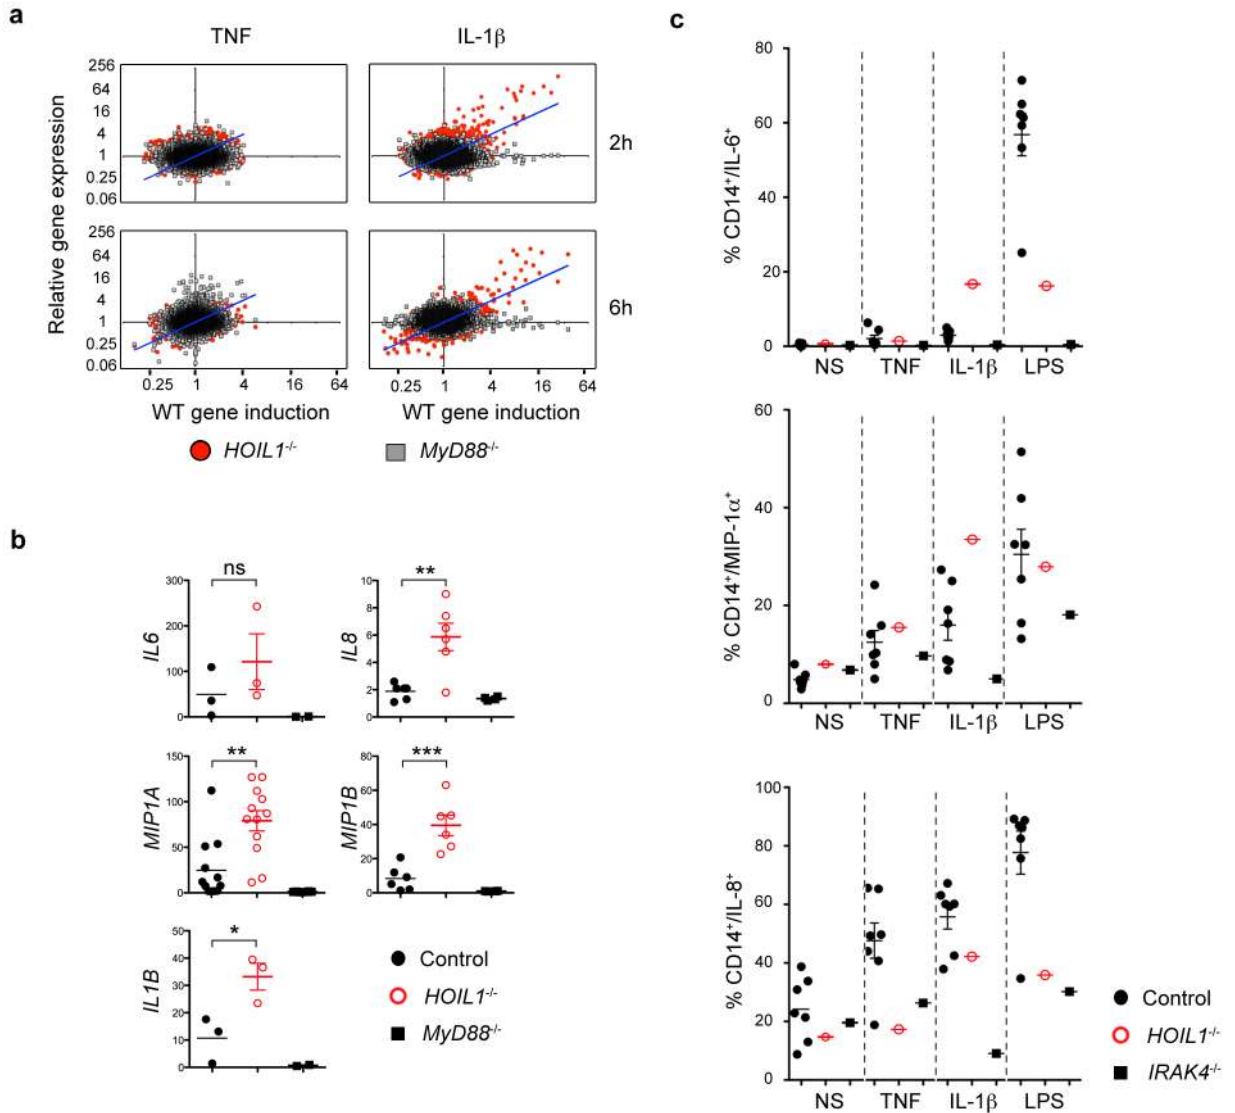 a
TNF
IL-1β
Relative gene expression
256
64
16
4
1
0.25
0.06
2h
256
64
16
4
1
0.25
0.06
6h
0.25 1 4 16 64
0.25 1 4 16 64
WT gene induction
WT gene induction
HOIL1-/-
MyD88-/-
b
IL6
300
200
100
0
ns
IL8
10
8
6
4
2
0
**
MIP1A
150
100
50
0
**
MIP1B
80
60
40
20
0
***
IL1B
50
40
30
20
10
0
*
Control
HOIL1-/-
MyD88-/-
c
% CD14+/IL-6+
80
60
40
20
0
NS TNF IL-1β LPS
% CD14+/MIP-1α+
60
40
20
0
NS TNF IL-1β LPS
% CD14+/IL-8+
100
80
60
40
20
0
NS TNF IL-1β LPS
Control
HOIL1-/-
IRAK4-/-